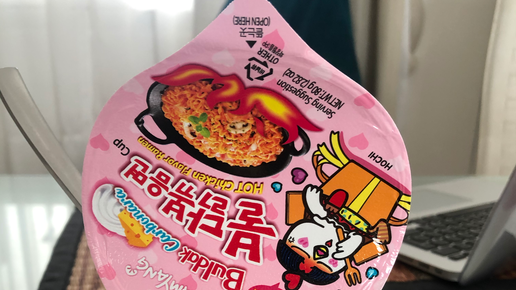 MYANG
Buldak
Carbonara
불닭볶음면
Cup
HOT Chicken Flavor Ramen
HOCHI
NET WT. 80g (2.82 oz)
Serving Suggestion
OTHER
뜯는곳
(OPEN HERE)